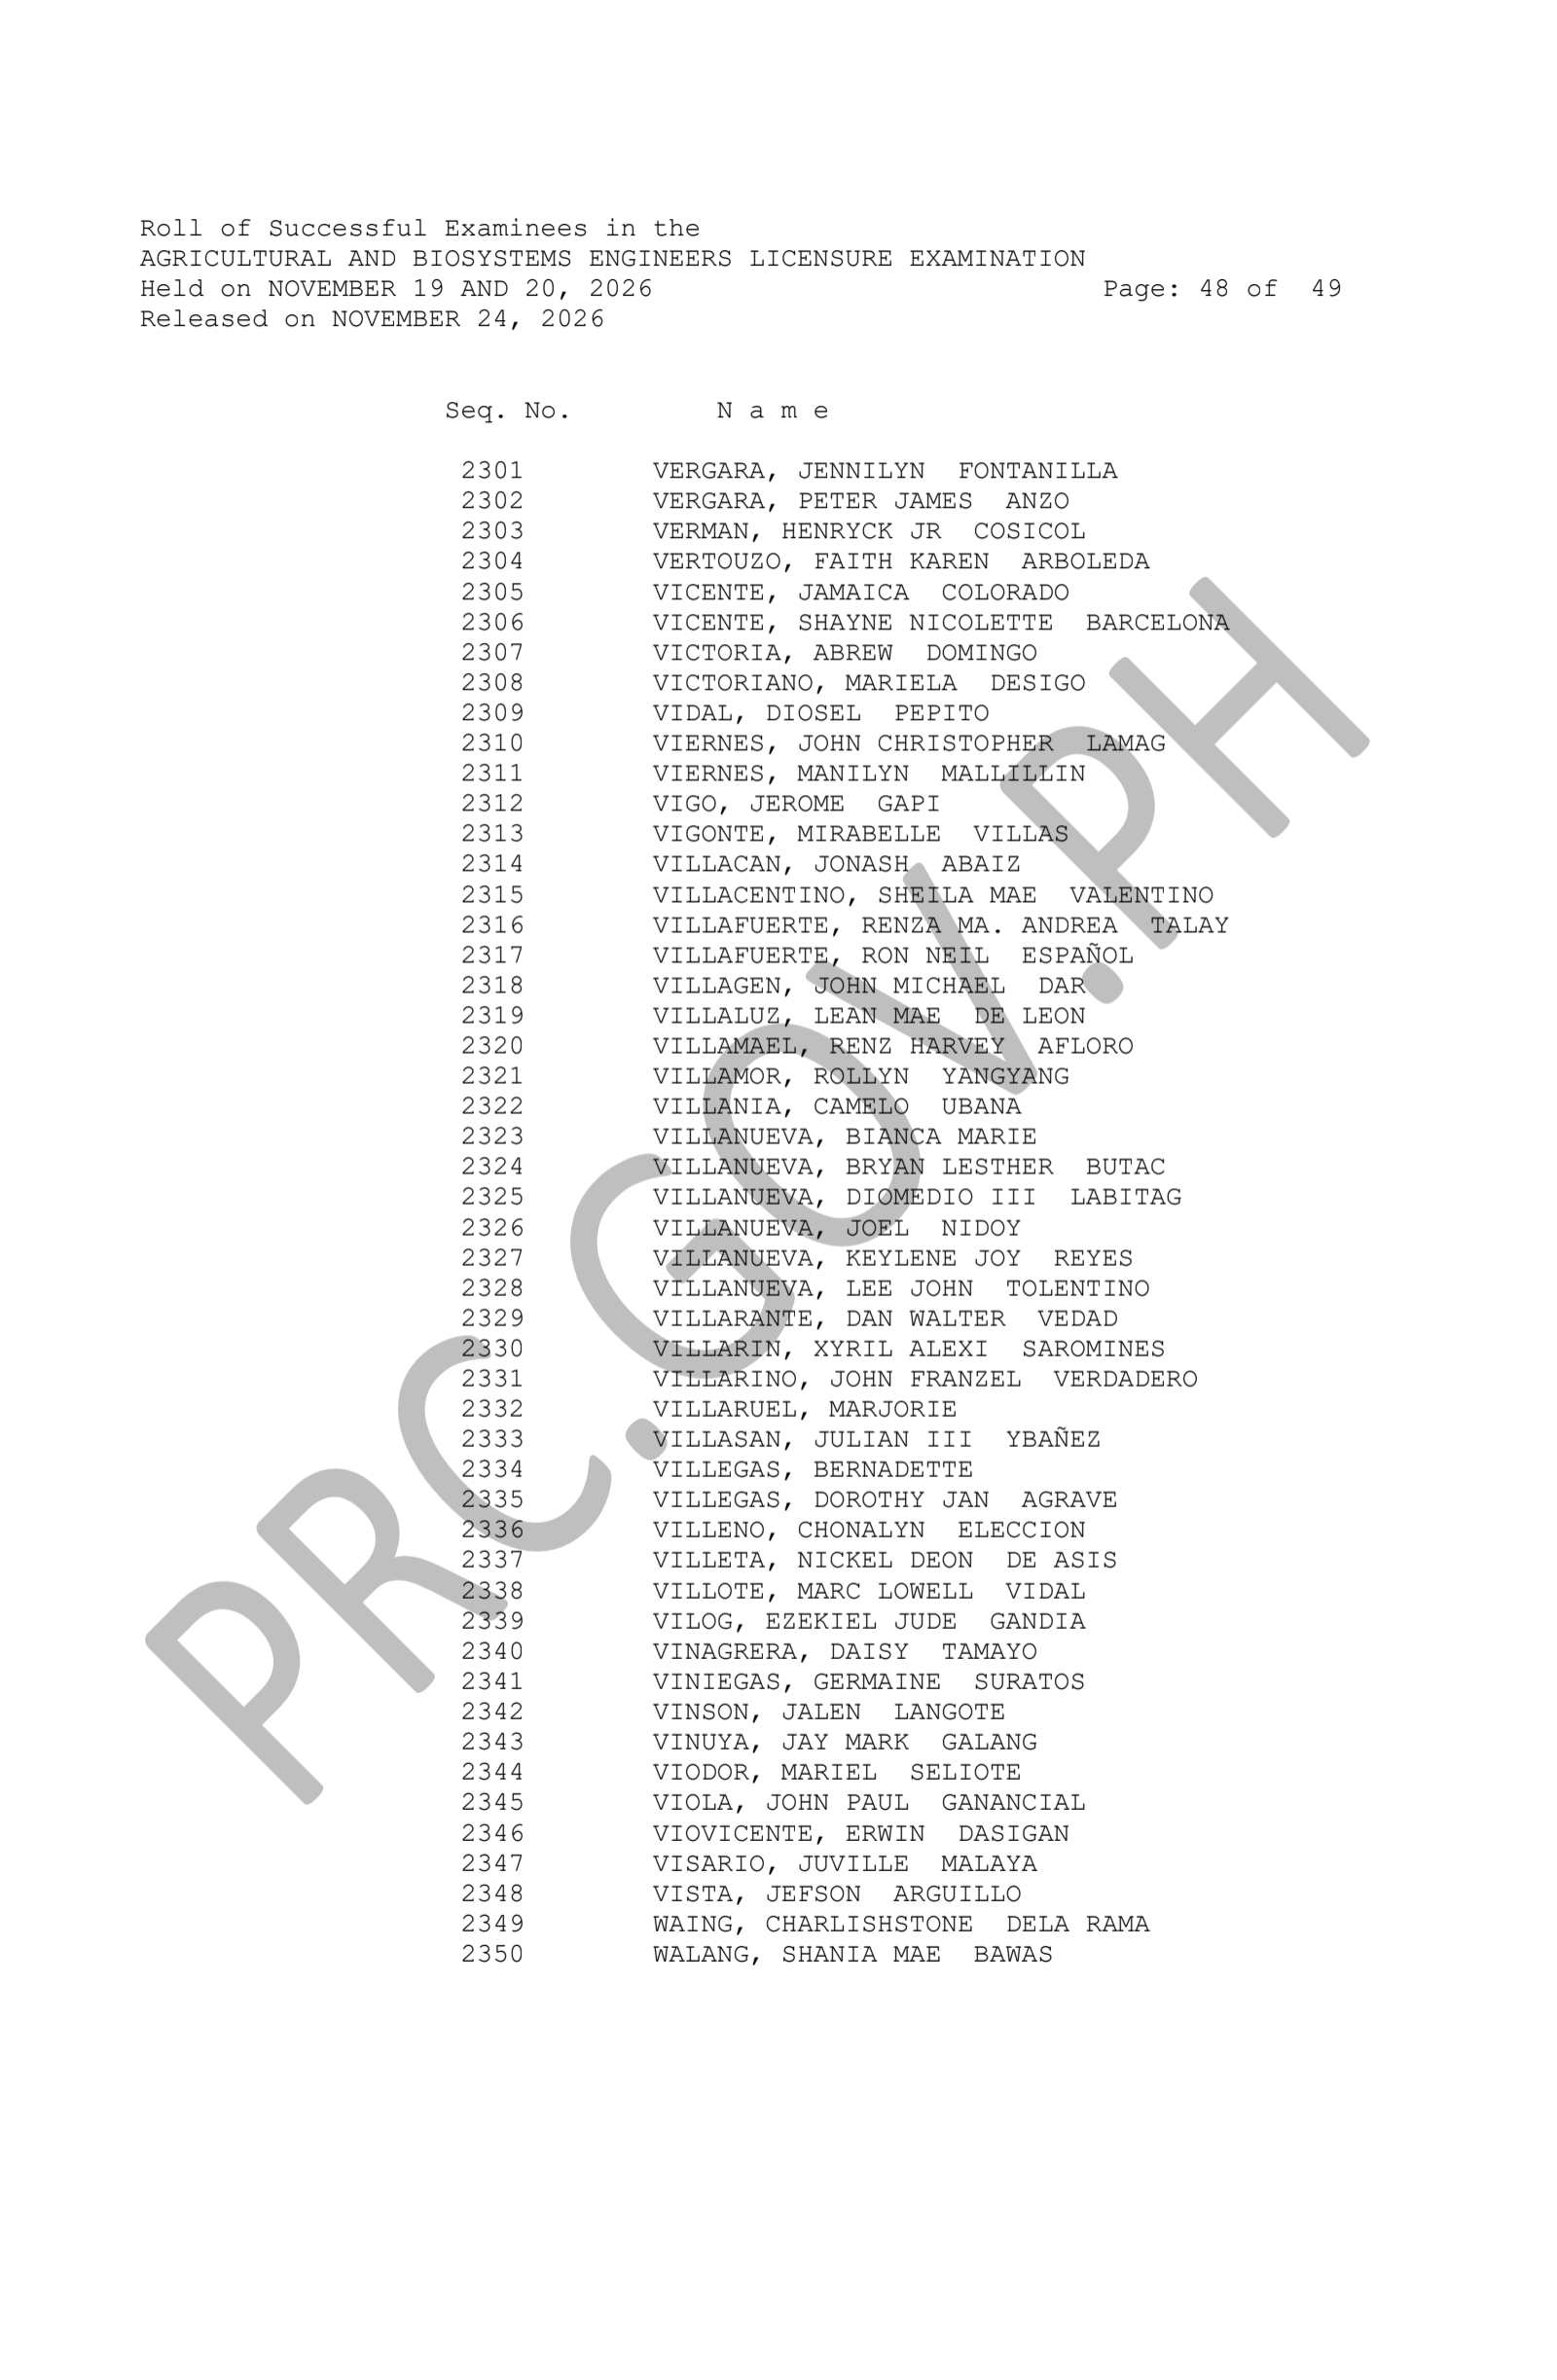 Roll of Successful Examinees in the
AGRICULTURAL AND BIOSYSTEMS ENGINEERS LICENSURE EXAMINATION
Held on NOVEMBER 19 AND 20, 2026 Page: 48 of 49
Released on NOVEMBER 24, 2026
Seq. No. N a m e
2301 VERGARA, JENNILYN FONTANILLA
2302 VERGARA, PETER JAMES ANZO
2303 VERMAN, HENRYCK JR COSICOL
2304 VERTOUZO, FAITH KAREN ARBOLEDA
2305 VICENTE, JAMAICA COLORADO
2306 VICENTE, SHAYNE NICOLETTE BARCELONA
2307 VICTORIA, ABREW DOMINGO
2308 VICTORIANO, MARIELA DESIGO
2309 VIDAL, DIOSEL PEPITO
2310 VIERNES, JOHN CHRISTOPHER LAMAG
2311 VIERNES, MANILYN MALLILLIN
2312 VIGO, JEROME GAPI
2313 VIGONTE, MIRABELLE VILLAS
2314 VILLACAN, JONASH ABAIZ
2315 VILLACENTINO, SHEILA MAE VALENTINO
2316 VILLAFUERTE, RENZA MA. ANDREA TALAY
2317 VILLAFUERTE, RON NEIL ESPAÑOL
2318 VILLAGEN, JOHN MICHAEL DAR
2319 VILLALUZ, LEAN MAE DE LEON
2320 VILLAMAEL, RENZ HARVEY AFLORO
2321 VILLAMOR, ROLLYN YANGYANG
2322 VILLANIA, CAMELO UBANA
2323 VILLANUEVA, BIANCA MARIE
2324 VILLANUEVA, BRYAN LESTHER BUTAC
2325 VILLANUEVA, DIOMEDIO III LABITAG
2326 VILLANUEVA, JOEL NIDOY
2327 VILLANUEVA, KEYLENE JOY REYES
2328 VILLANUEVA, LEE JOHN TOLENTINO
2329 VILLARANTE, DAN WALTER VEDAD
2330 VILLARIN, XYRIL ALEXI SAROMINES
2331 VILLARINO, JOHN FRANZEL VERDADERO
2332 VILLARUEL, MARJORIE
2333 VILLASAN, JULIAN III YBAÑEZ
2334 VILLEGAS, BERNADETTE
2335 VILLEGAS, DOROTHY JAN AGRAVE
2336 VILLENO, CHONALYN ELECCION
2337 VILLETA, NICKEL DEON DE ASIS
2338 VILLOTE, MARC LOWELL VIDAL
2339 VILOG, EZEKIEL JUDE GANDIA
2340 VINAGRERA, DAISY TAMAYO
2341 VINIEGAS, GERMAINE SURATOS
2342 VINSON, JALEN LANGOTE
2343 VINUYA, JAY MARK GALANG
2344 VIODOR, MARIEL SELIOTE
2345 VIOLA, JOHN PAUL GANANCIAL
2346 VIOVICENTE, ERWIN DASIGAN
2347 VISARIO, JUVILLE MALAYA
2348 VISTA, JEFSON ARGUILLO
2349 WAING, CHARLISHSTONE DELA RAMA
2350 WALANG, SHANIA MAE BAWAS
PRC.GOV.PH